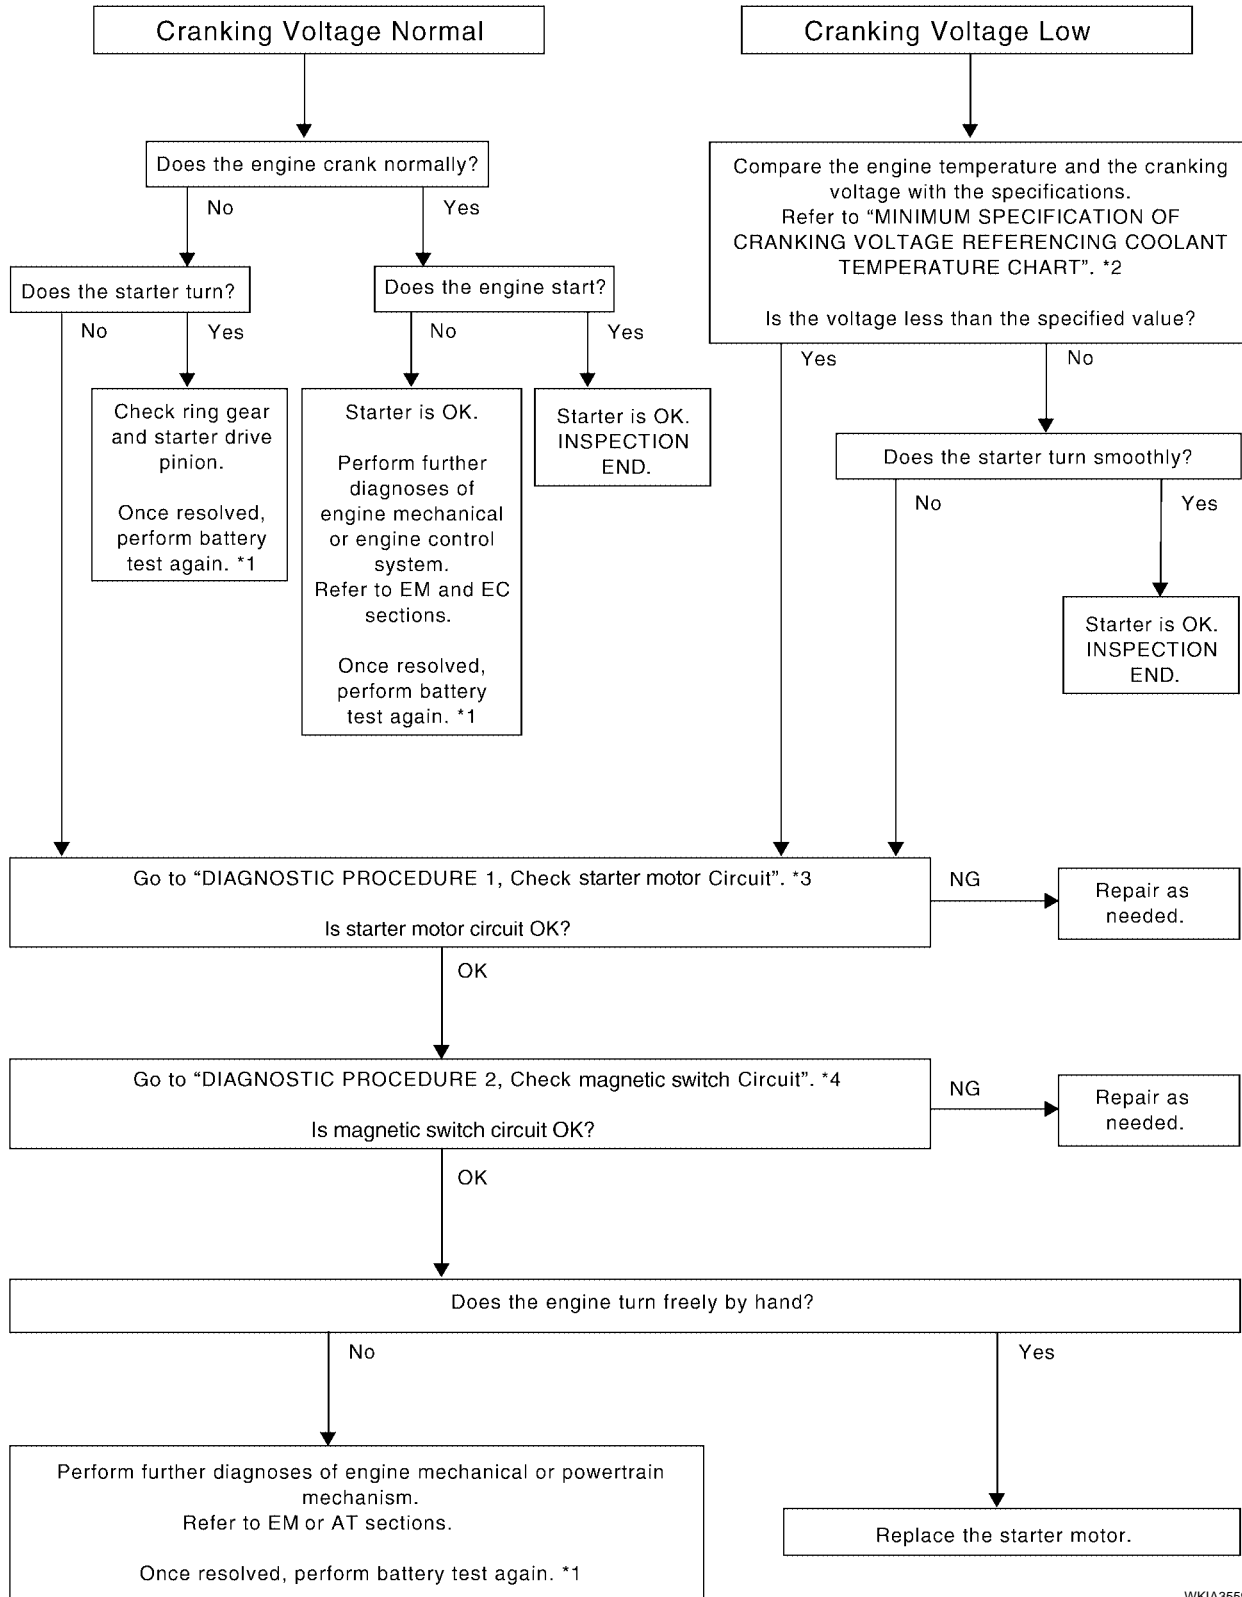 Cranking Voltage Normal
Cranking Voltage Low
Does the engine crank normally?
No
Yes
Does the starter turn?
Does the engine start?
No
Yes
No
Yes
Check ring gear
and starter drive
pinion.
Once resolved,
perform battery
test again. *1
Starter is OK.
Perform further
diagnoses of
engine mechanical
or engine control
system.
Refer to EM and EC
sections.
Once resolved,
perform battery
test again. *1
Starter is OK.
INSPECTION
END.
Compare the engine temperature and the cranking
voltage with the specifications.
Refer to “MINIMUM SPECIFICATION OF
CRANKING VOLTAGE REFERENCING COOLANT
TEMPERATURE CHART”. *2
Is the voltage less than the specified value?
Yes
No
Does the starter turn smoothly?
No
Yes
Starter is OK.
INSPECTION
END.
Go to “DIAGNOSTIC PROCEDURE 1, Check starter motor Circuit”. *3
Is starter motor circuit OK?
NG
Repair as
needed.
OK
Go to “DIAGNOSTIC PROCEDURE 2, Check magnetic switch Circuit”. *4
Is magnetic switch circuit OK?
NG
Repair as
needed.
OK
Does the engine turn freely by hand?
No
Yes
Perform further diagnoses of engine mechanical or powertrain
mechanism.
Refer to EM or AT sections.
Once resolved, perform battery test again. *1
Replace the starter motor.